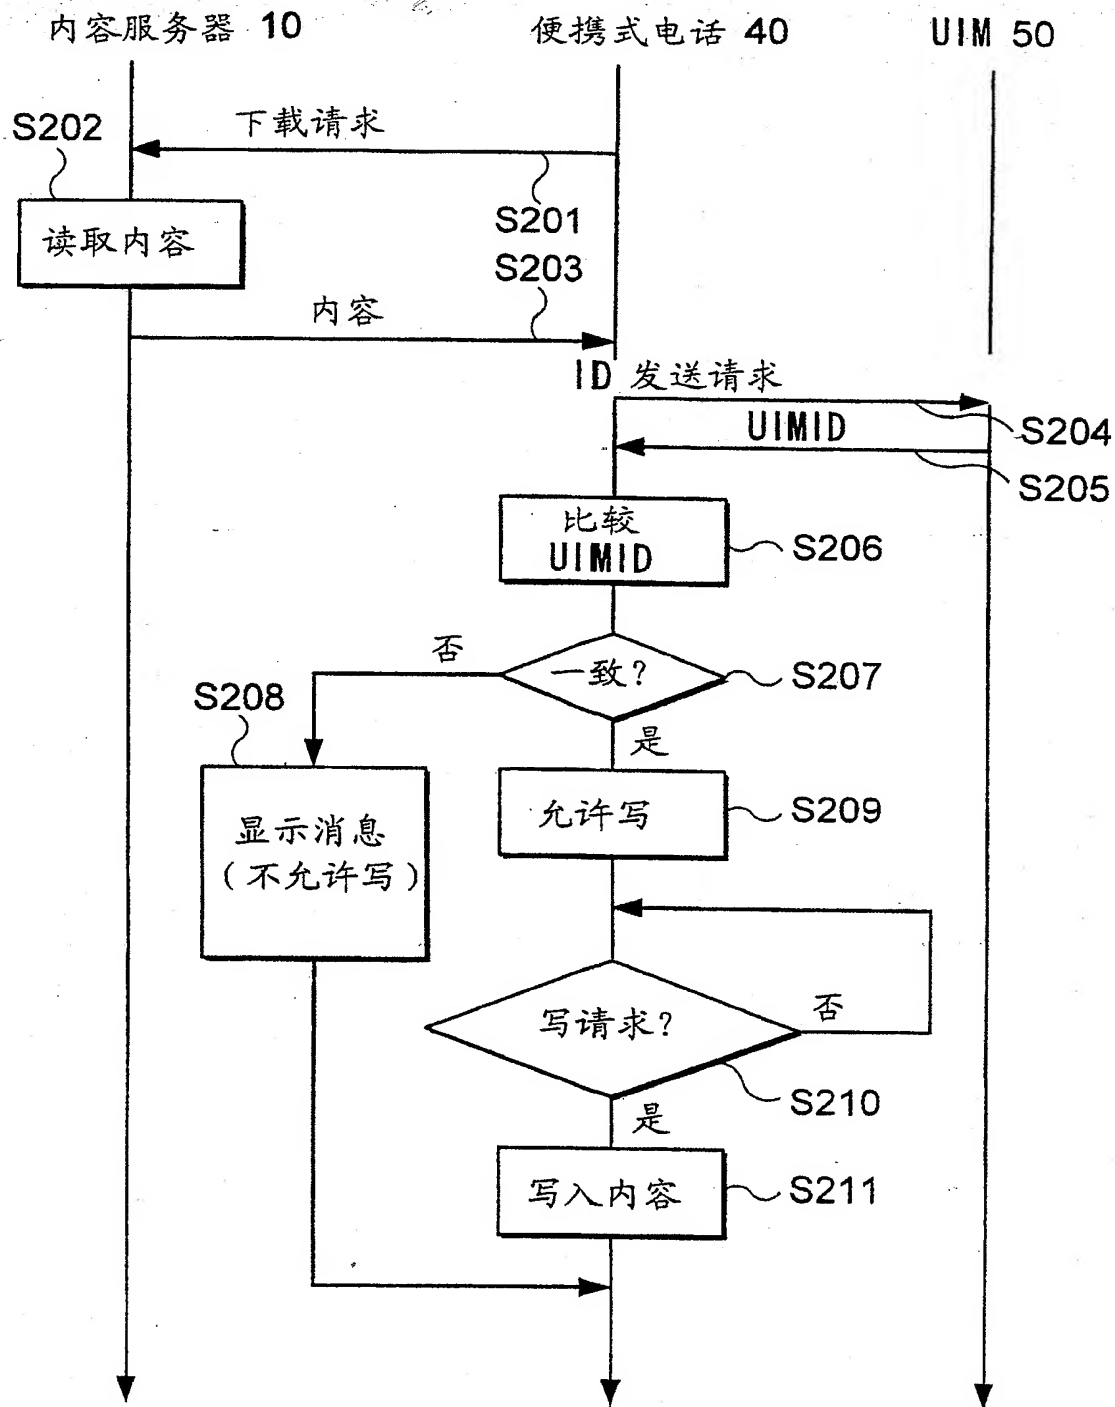 内容服务器 10
便携式电话 40
UIM 50
下载请求
S202
S201
读取内容
S203
内容
ID 发送请求
S204
UIMID
S205
比较
UIMID
S206
否
一致?
S207
S208
是
显示消息
(不允许写)
允许写
S209
写请求?
否
S210
是
写入内容
S211